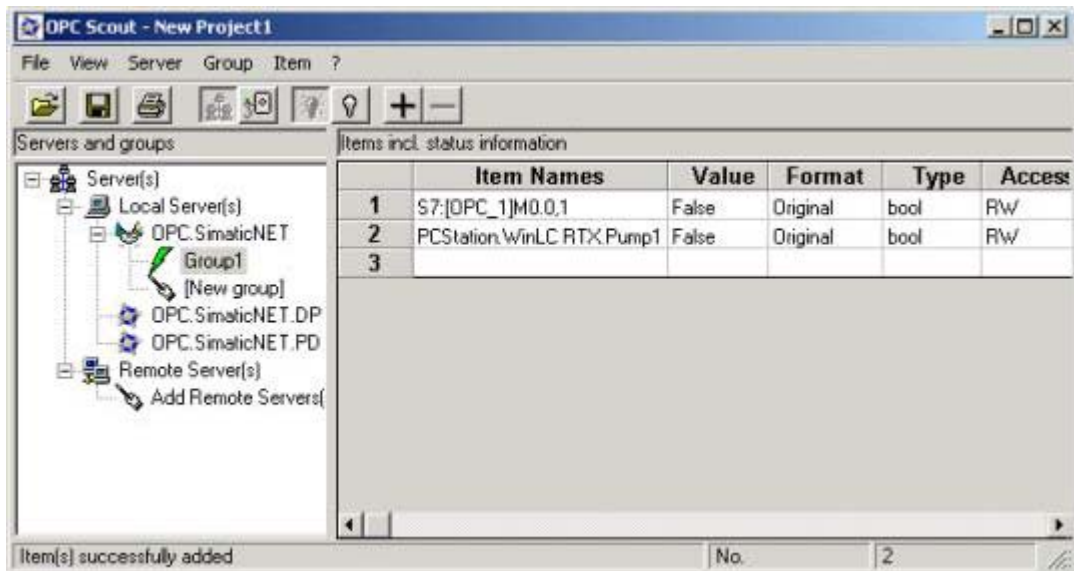 OPC Scout - New Project1
File View Server Group Item ?
Servers and groups
Items incl. status information
Server(s)
Local Server(s)
OPC.SimaticNET
Group1
[New group]
OPC.SimaticNET.DP
OPC.SimaticNET.PD
Remote Server(s)
Add Remote Servers(
Item Names Value Format Type Access
1 S7:[OPC_1]M0.0,1 False Original bool RW
2 PCStation.WinLC RTX.Pump1 False Original bool RW
3
Item(s) successfully added No. 2